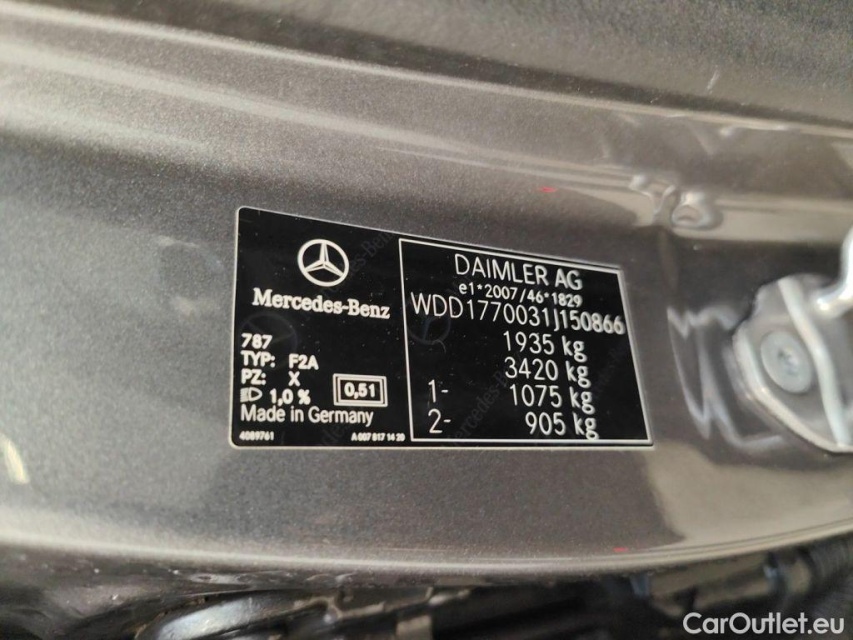 Mercedes-Benz
787
TYP: F2A
PZ: X
1,0 %
0,51
Made in Germany
4089761
A 007 817 14 20
DAIMLER AG
e1*2007/46*1829
WDD1770031J150866
1935 kg
3420 kg
1- 1075 kg
2- 905 kg
CarOutlet.eu